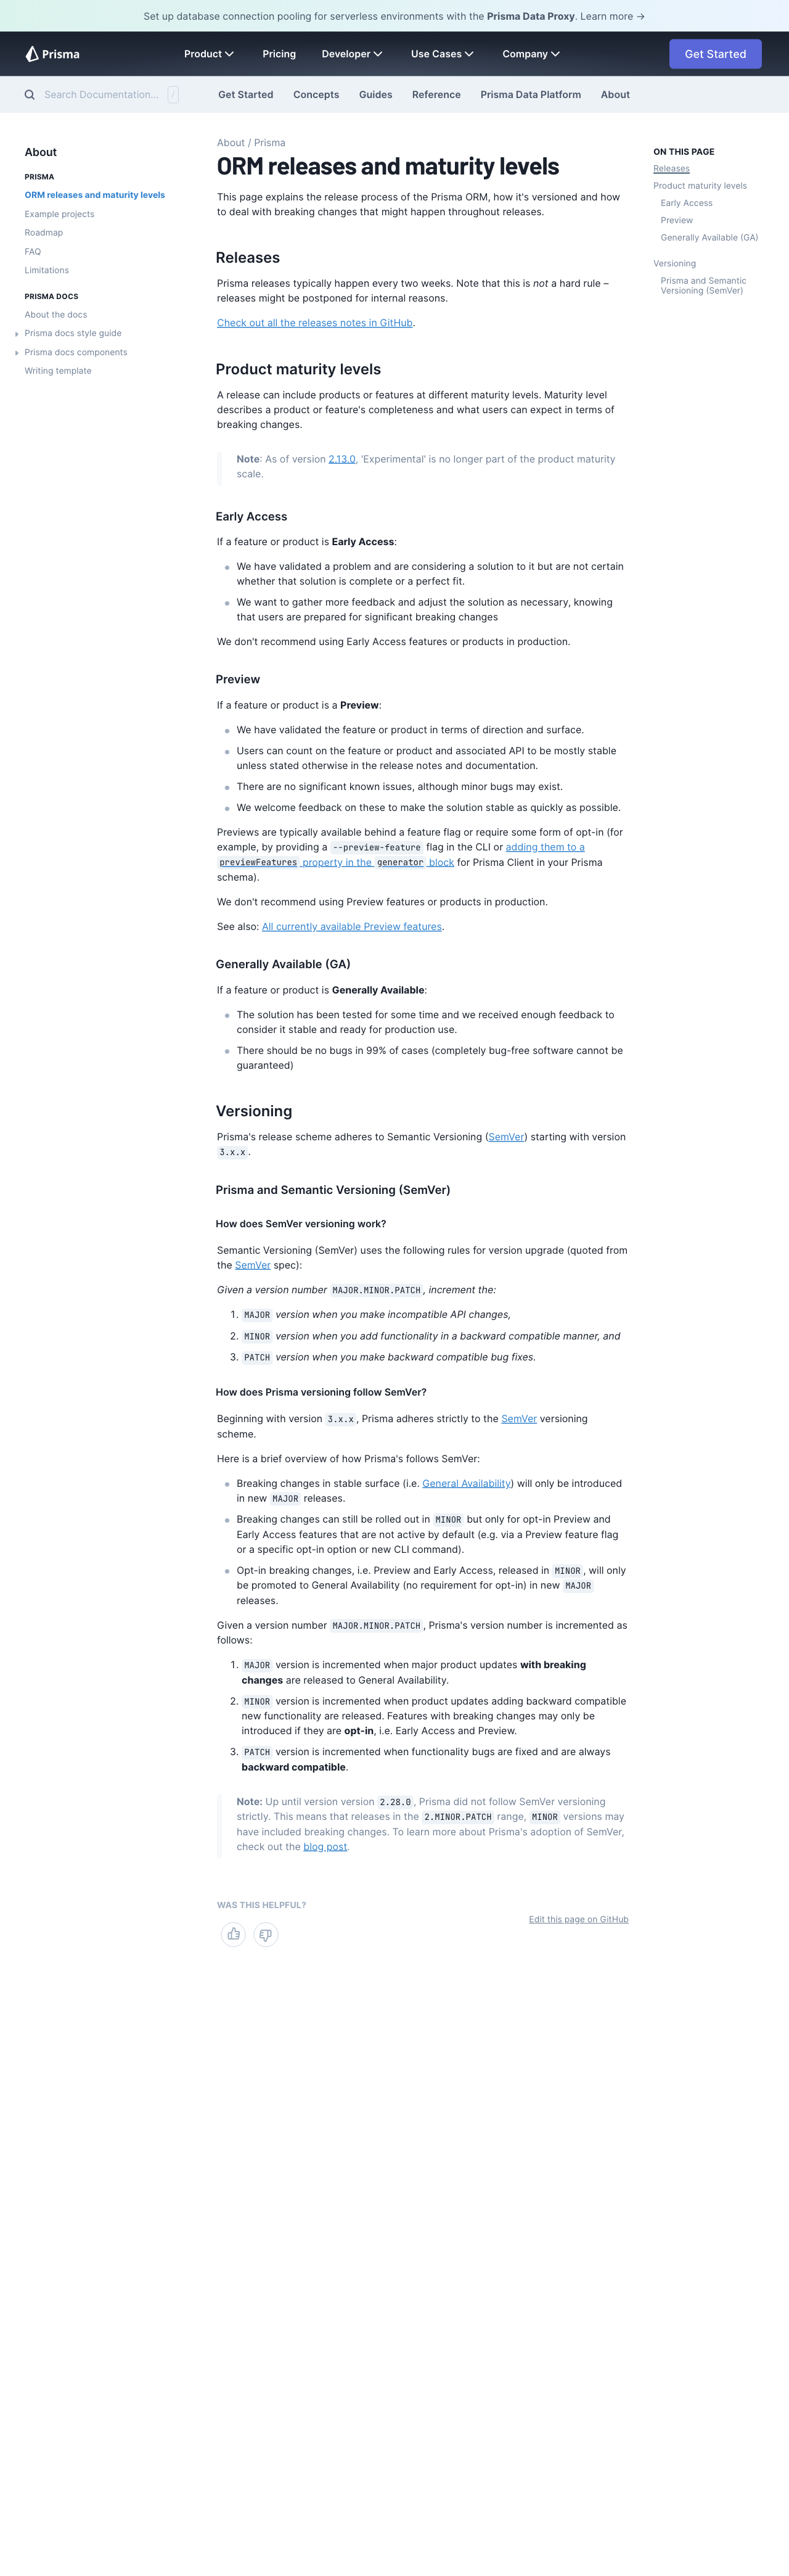 Set up database connection pooling for serverless environments with the Prisma Data Proxy. Learn more →
Prisma
Product
Pricing
Developer
Use Cases
Company
Get Started
Search Documentation...
/
Get Started
Concepts
Guides
Reference
Prisma Data Platform
About
About
PRISMA
ORM releases and maturity levels
Example projects
Roadmap
FAQ
Limitations
PRISMA DOCS
About the docs
Prisma docs style guide
Prisma docs components
Writing template
About / Prisma
ORM releases and maturity levels
This page explains the release process of the Prisma ORM, how it's versioned and how
to deal with breaking changes that might happen throughout releases.
Releases
Prisma releases typically happen every two weeks. Note that this is not a hard rule –
releases might be postponed for internal reasons.
Check out all the releases notes in GitHub.
Product maturity levels
A release can include products or features at different maturity levels. Maturity level
describes a product or feature's completeness and what users can expect in terms of
breaking changes.
Note: As of version 2.13.0, 'Experimental' is no longer part of the product maturity
scale.
Early Access
If a feature or product is Early Access:
We have validated a problem and are considering a solution to it but are not certain
whether that solution is complete or a perfect fit.
We want to gather more feedback and adjust the solution as necessary, knowing
that users are prepared for significant breaking changes
We don't recommend using Early Access features or products in production.
Preview
If a feature or product is a Preview:
We have validated the feature or product in terms of direction and surface.
Users can count on the feature or product and associated API to be mostly stable
unless stated otherwise in the release notes and documentation.
There are no significant known issues, although minor bugs may exist.
We welcome feedback on these to make the solution stable as quickly as possible.
Previews are typically available behind a feature flag or require some form of opt-in (for
example, by providing a --preview-feature flag in the CLI or adding them to a
previewFeatures property in the generator block for Prisma Client in your Prisma
schema).
We don't recommend using Preview features or products in production.
See also: All currently available Preview features.
Generally Available (GA)
If a feature or product is Generally Available:
The solution has been tested for some time and we received enough feedback to
consider it stable and ready for production use.
There should be no bugs in 99% of cases (completely bug-free software cannot be
guaranteed)
Versioning
Prisma's release scheme adheres to Semantic Versioning (SemVer) starting with version
3.x.x.
Prisma and Semantic Versioning (SemVer)
How does SemVer versioning work?
Semantic Versioning (SemVer) uses the following rules for version upgrade (quoted from
the SemVer spec):
Given a version number MAJOR.MINOR.PATCH, increment the:
1. MAJOR version when you make incompatible API changes,
2. MINOR version when you add functionality in a backward compatible manner, and
3. PATCH version when you make backward compatible bug fixes.
How does Prisma versioning follow SemVer?
Beginning with version 3.x.x, Prisma adheres strictly to the SemVer versioning
scheme.
Here is a brief overview of how Prisma's follows SemVer:
Breaking changes in stable surface (i.e. General Availability) will only be introduced
in new MAJOR releases.
Breaking changes can still be rolled out in MINOR but only for opt-in Preview and
Early Access features that are not active by default (e.g. via a Preview feature flag
or a specific opt-in option or new CLI command).
Opt-in breaking changes, i.e. Preview and Early Access, released in MINOR, will only
be promoted to General Availability (no requirement for opt-in) in new MAJOR
releases.
Given a version number MAJOR.MINOR.PATCH, Prisma's version number is incremented as
follows:
1. MAJOR version is incremented when major product updates with breaking
changes are released to General Availability.
2. MINOR version is incremented when product updates adding backward compatible
new functionality are released. Features with breaking changes may only be
introduced if they are opt-in, i.e. Early Access and Preview.
3. PATCH version is incremented when functionality bugs are fixed and are always
backward compatible.
Note: Up until version version 2.28.0, Prisma did not follow SemVer versioning
strictly. This means that releases in the 2.MINOR.PATCH range, MINOR versions may
have included breaking changes. To learn more about Prisma's adoption of SemVer,
check out the blog post.
WAS THIS HELPFUL?
Edit this page on GitHub
ON THIS PAGE
Releases
Product maturity levels
Early Access
Preview
Generally Available (GA)
Versioning
Prisma and Semantic
Versioning (SemVer)